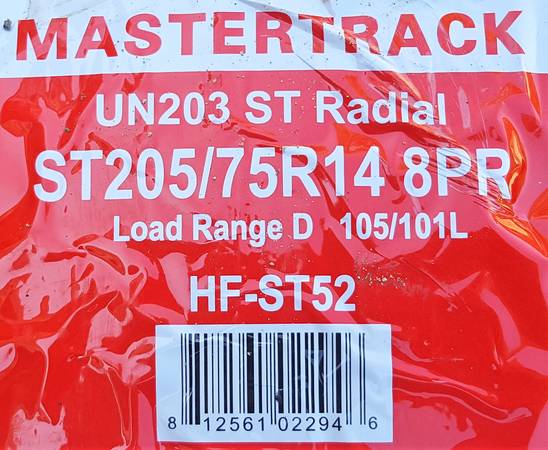 MASTERTRACK
UN203 ST Radial
ST205/75R14 8PR
Load Range D 105/101L
HF-ST52
8 12561 02294 6